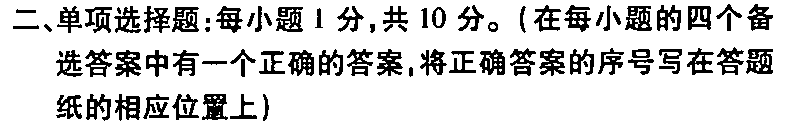 二、单项选择题:每小题 1 分,共 10 分。(在每小题的四个备
选答案中有一个正确的答案,将正确答案的序号写在答题
纸的相应位置上)